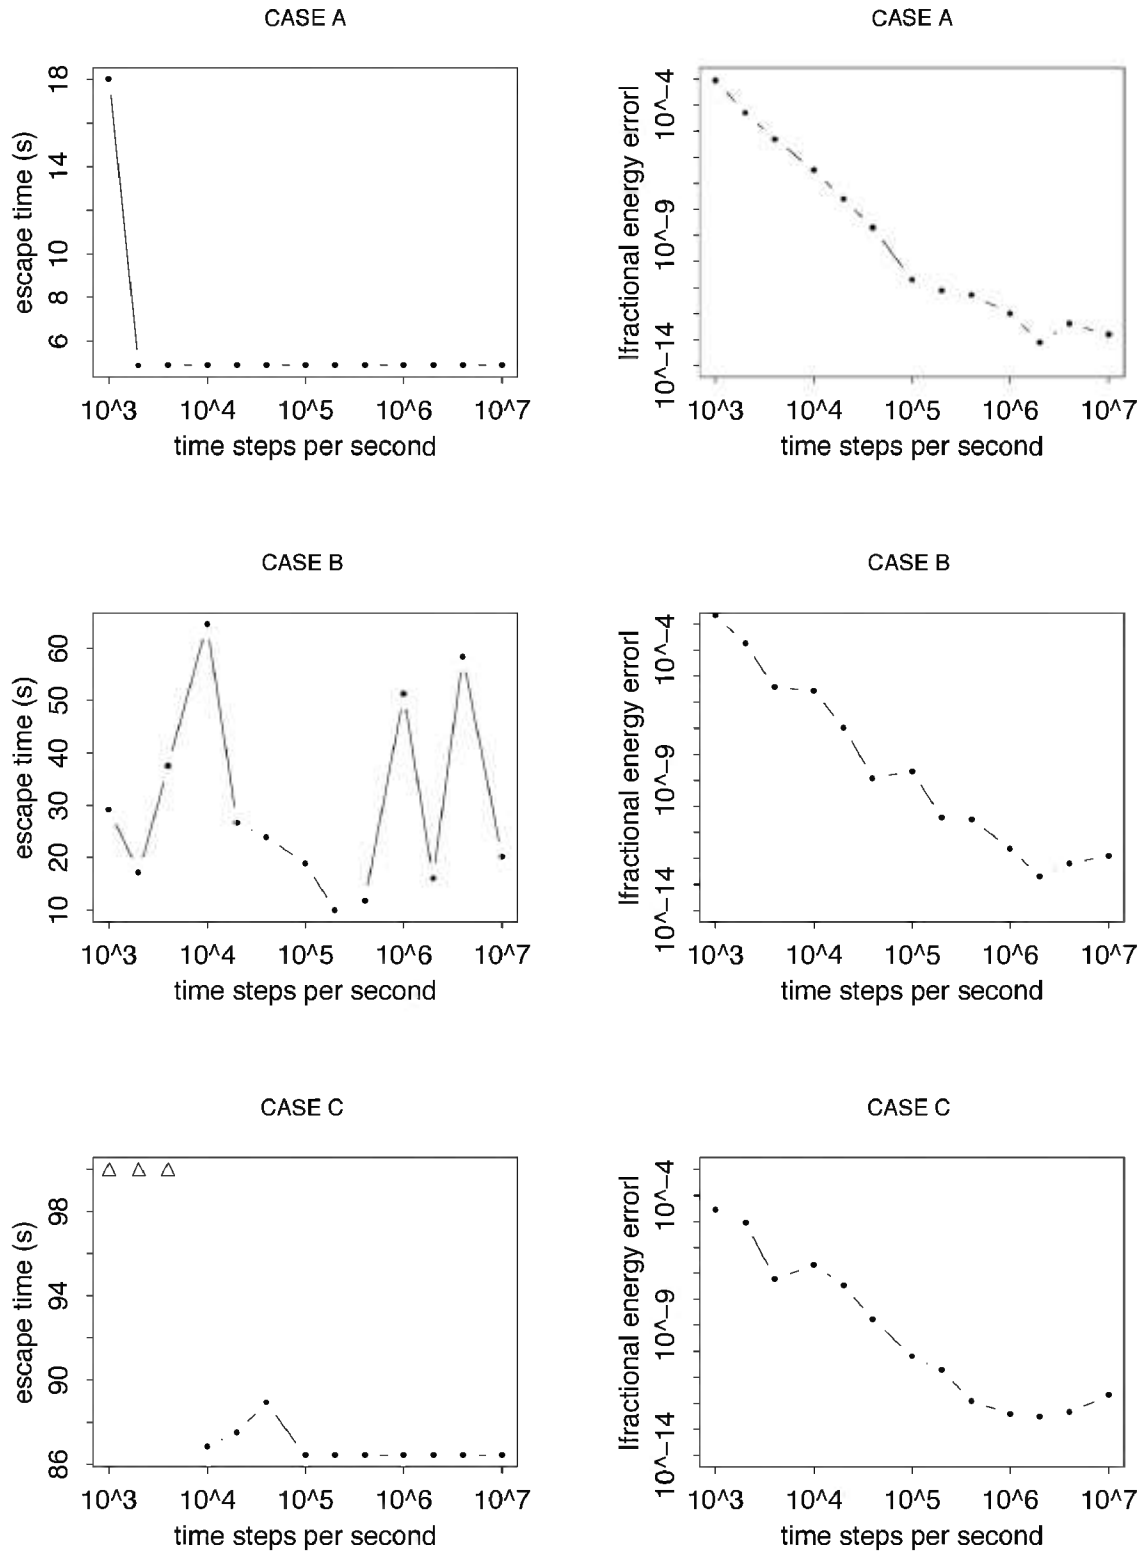 CASE A
escape time (s)
18
14
10
8
6
10^3 10^4 10^5 10^6 10^7
time steps per second
CASE A
|fractional energy error|
10^−4
10^−9
10^−14
10^3 10^4 10^5 10^6 10^7
time steps per second
CASE B
escape time (s)
60
50
40
30
20
10
10^3 10^4 10^5 10^6 10^7
time steps per second
CASE B
|fractional energy error|
10^−4
10^−9
10^−14
10^3 10^4 10^5 10^6 10^7
time steps per second
CASE C
escape time (s)
98
94
90
86
10^3 10^4 10^5 10^6 10^7
time steps per second
CASE C
|fractional energy error|
10^−4
10^−9
10^−14
10^3 10^4 10^5 10^6 10^7
time steps per second